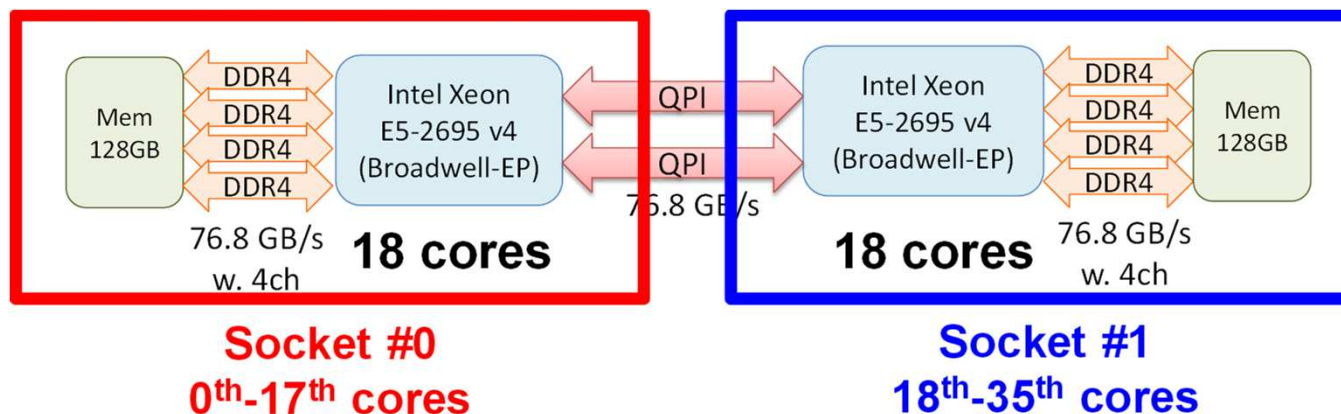 Mem
128GB
DDR4
DDR4
DDR4
DDR4
76.8 GB/s
w. 4ch
Intel Xeon
E5-2695 v4
(Broadwell-EP)
18 cores
QPI
QPI
76.8 GB/s
Intel Xeon
E5-2695 v4
(Broadwell-EP)
18 cores
DDR4
DDR4
DDR4
DDR4
76.8 GB/s
w. 4ch
Mem
128GB
Socket #0
0th-17th cores
Socket #1
18th-35th cores